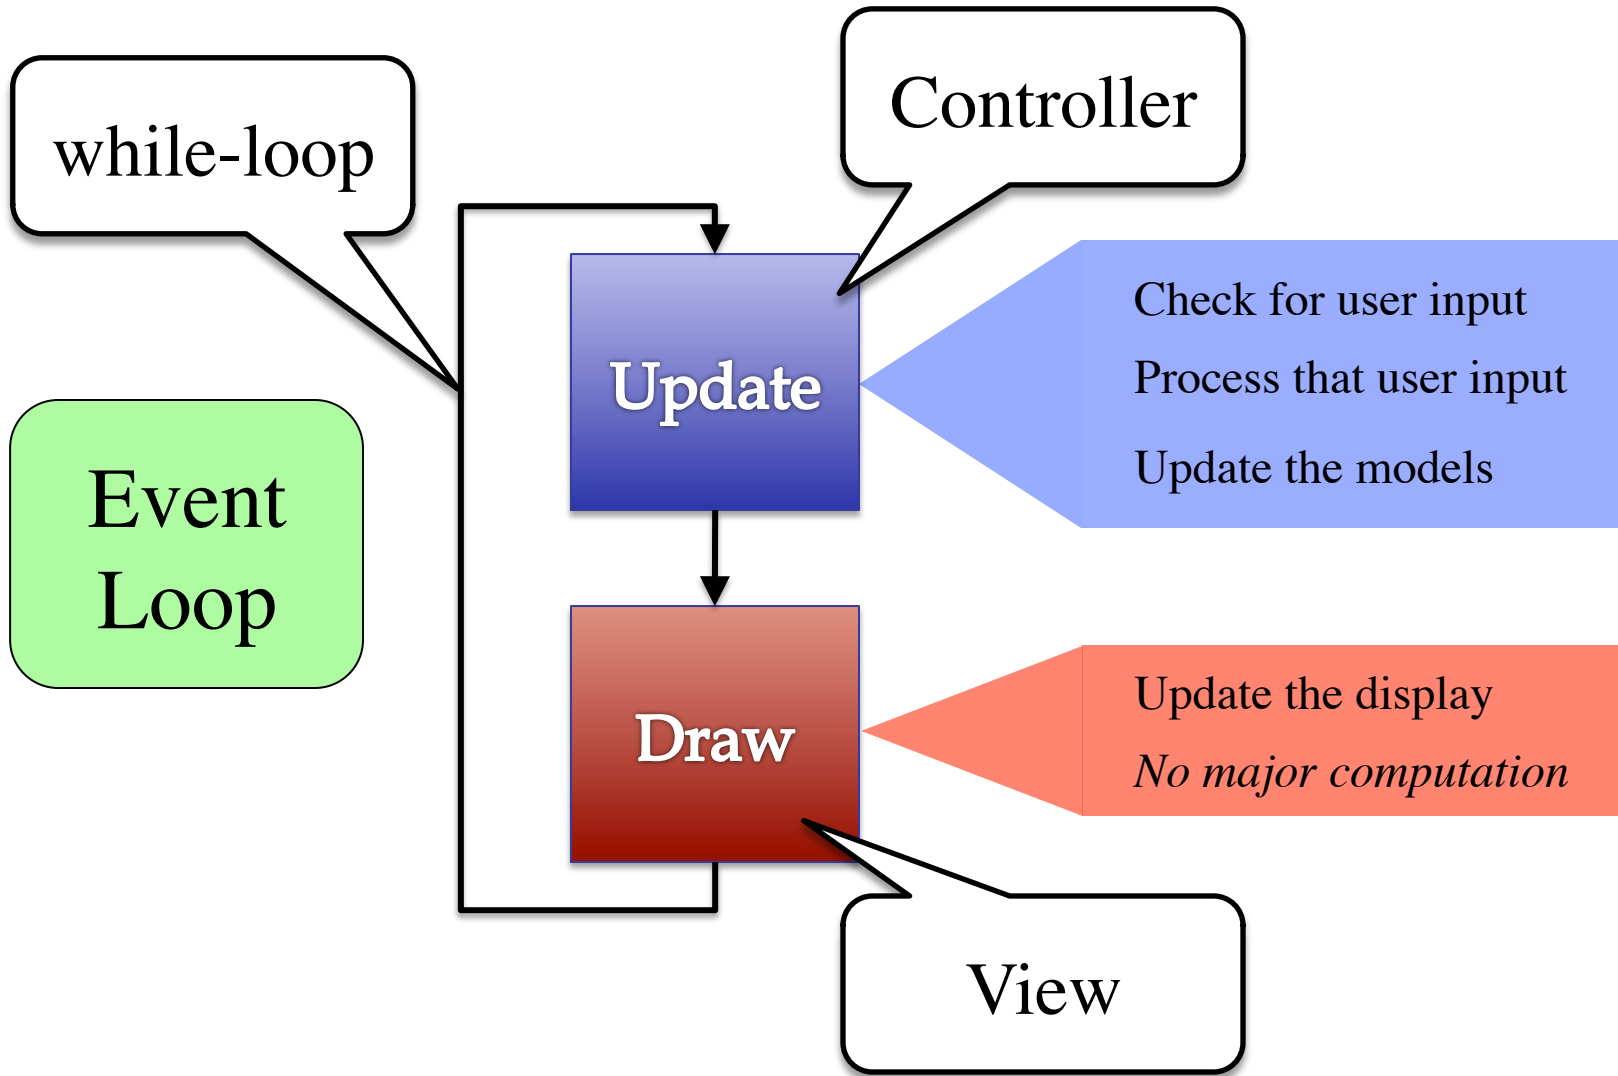 Controller
while-loop
Check for user input
Process that user input
Update
Update the models
Event
Loop
Update the display
Draw
No major computation
View